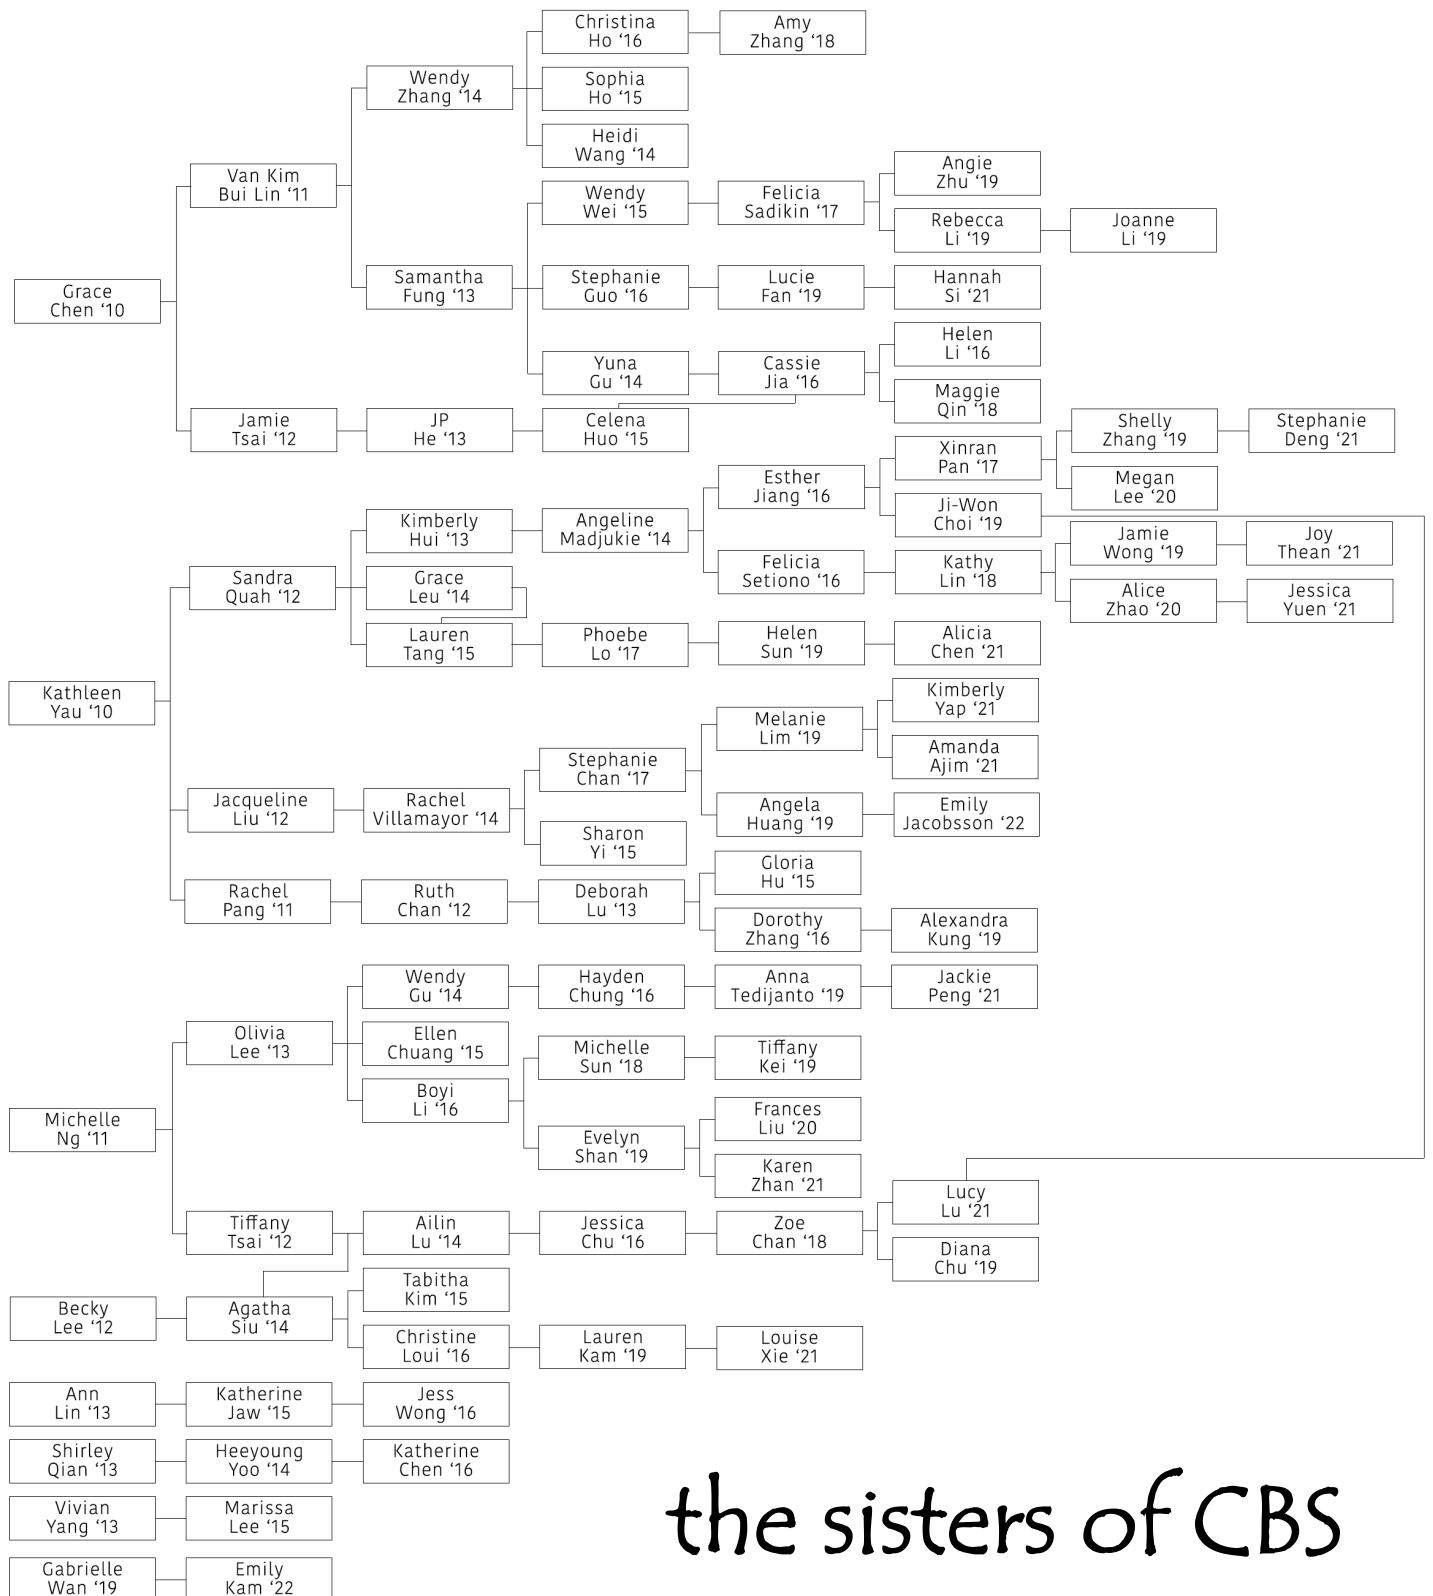 Christina
Ho ‘16
Amy
Zhang ‘18
Wendy
Zhang ‘14
Sophia
Ho ‘15
Heidi
Wang ‘14
Angie
Zhu ‘19
Van Kim
Bui Lin ‘11
Wendy
Wei ‘15
Felicia
Sadikin ‘17
Rebecca
Li ‘19
Joanne
Li ‘19
Grace
Chen ‘10
Samantha
Fung ‘13
Stephanie
Guo ‘16
Lucie
Fan ‘19
Hannah
Si ‘21
Helen
Li ‘16
Yuna
Gu ‘14
Cassie
Jia ‘16
Maggie
Qin ‘18
Jamie
Tsai ‘12
JP
He ‘13
Celena
Huo ‘15
Shelly
Zhang ‘19
Stephanie
Deng ‘21
Xinran
Pan ‘17
Esther
Jiang ‘16
Megan
Lee ‘20
Ji-Won
Choi ‘19
Kimberly
Hui ‘13
Angeline
Madjukie ‘14
Jamie
Wong ‘19
Joy
Thean ‘21
Felicia
Setiono ‘16
Kathy
Lin ‘18
Sandra
Quah ‘12
Grace
Leu ‘14
Alice
Zhao ‘20
Jessica
Yuen ‘21
Lauren
Tang ‘15
Phoebe
Lo ‘17
Helen
Sun ‘19
Alicia
Chen ‘21
Kathleen
Yau ‘10
Kimberly
Yap ‘21
Melanie
Lim ‘19
Amanda
Ajim ‘21
Stephanie
Chan ‘17
Jacqueline
Liu ‘12
Rachel
Villamayor ‘14
Angela
Huang ‘19
Emily
Jacobsson ‘22
Sharon
Yi ‘15
Gloria
Hu ‘15
Rachel
Pang ‘11
Ruth
Chan ‘12
Deborah
Lu ‘13
Dorothy
Zhang ‘16
Alexandra
Kung ‘19
Wendy
Gu ‘14
Hayden
Chung ‘16
Anna
Tedijanto ‘19
Jackie
Peng ‘21
Olivia
Lee ‘13
Ellen
Chuang ‘15
Michelle
Sun ‘18
Tiffany
Kei ‘19
Boyi
Li ‘16
Frances
Liu ‘20
Michelle
Ng ‘11
Evelyn
Shan ‘19
Karen
Zhan ‘21
Lucy
Lu ‘21
Tiffany
Tsai ‘12
Ailin
Lu ‘14
Jessica
Chu ‘16
Zoe
Chan ‘18
Diana
Chu ‘19
Tabitha
Kim ‘15
Becky
Lee ‘12
Agatha
Siu ‘14
Christine
Loui ‘16
Lauren
Kam ‘19
Louise
Xie ‘21
Ann
Lin ‘13
Katherine
Jaw ‘15
Jess
Wong ‘16
Shirley
Qian ‘13
Heeyoung
Yoo ‘14
Katherine
Chen ‘16
Vivian
Yang ‘13
Marissa
Lee ‘15
the sisters of CBS
Gabrielle
Wan ‘19
Emily
Kam ‘22